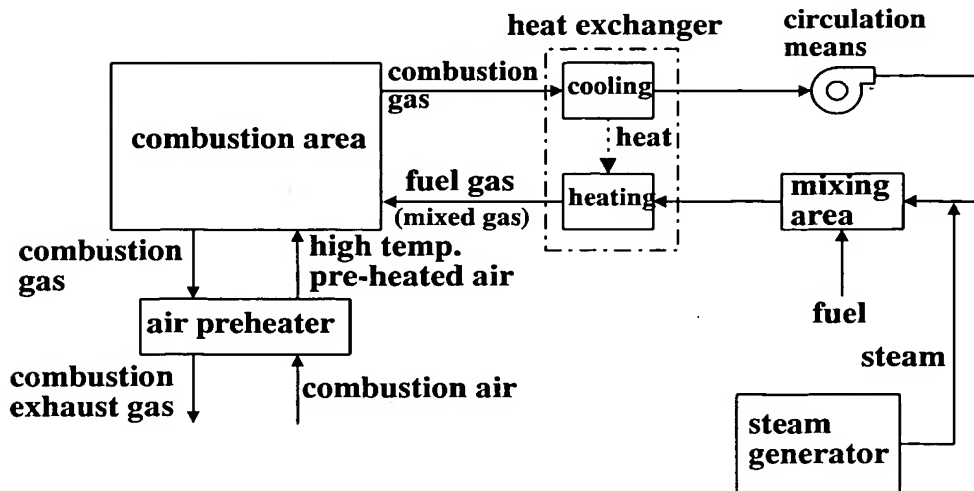 heat exchanger
circulation
means
combustion
gas
cooling
combustion area
heat
fuel gas
(mixed gas)
heating
mixing
area
combustion
gas
high temp.
pre-heated air
fuel
air preheater
steam
combustion
exhaust gas
combustion air
steam
generator